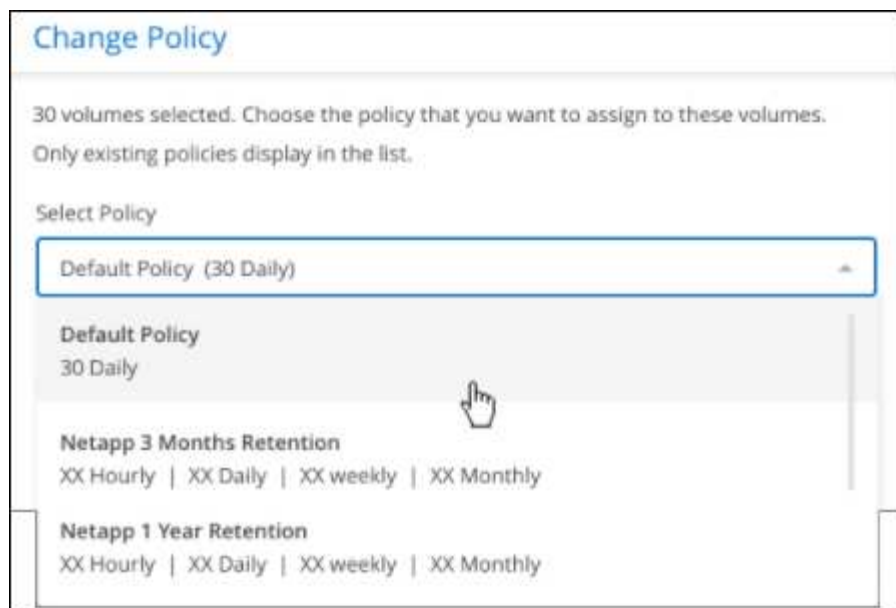 Change Policy
30 volumes selected. Choose the policy that you want to assign to these volumes.
Only existing policies display in the list.
Select Policy
Default Policy (30 Daily)
Default Policy
30 Daily
Netapp 3 Months Retention
XX Hourly | XX Daily | XX weekly | XX Monthly
Netapp 1 Year Retention
XX Hourly | XX Daily | XX weekly | XX Monthly